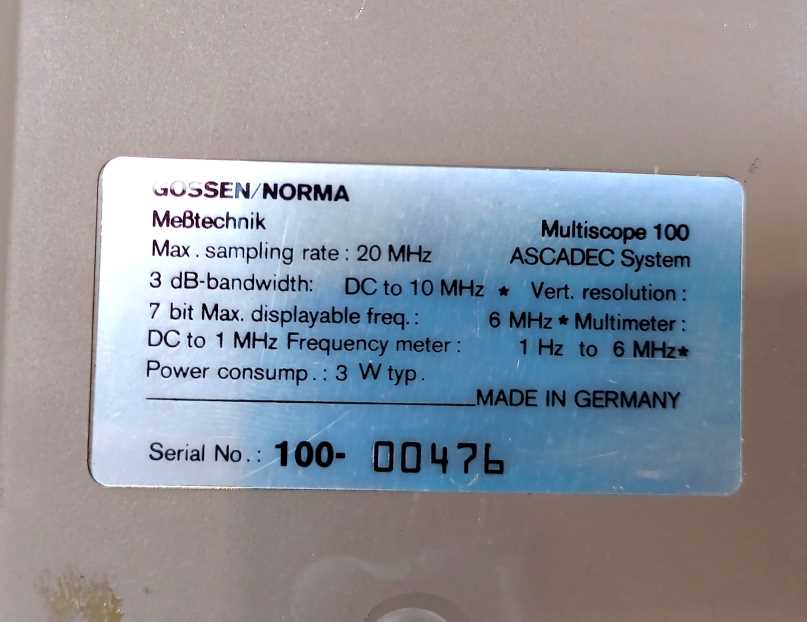 GOSSEN/NORMA
Meßtechnik
Multiscope 100
Max. sampling rate: 20 MHz
ASCADEC System
3 dB-bandwidth: DC to 10 MHz * Vert. resolution:
7 bit Max. displayable freq.: 6 MHz * Multimeter:
DC to 1 MHz Frequency meter: 1 Hz to 6 MHz*
Power consump.: 3 W typ.
MADE IN GERMANY
Serial No.: 100- 00476